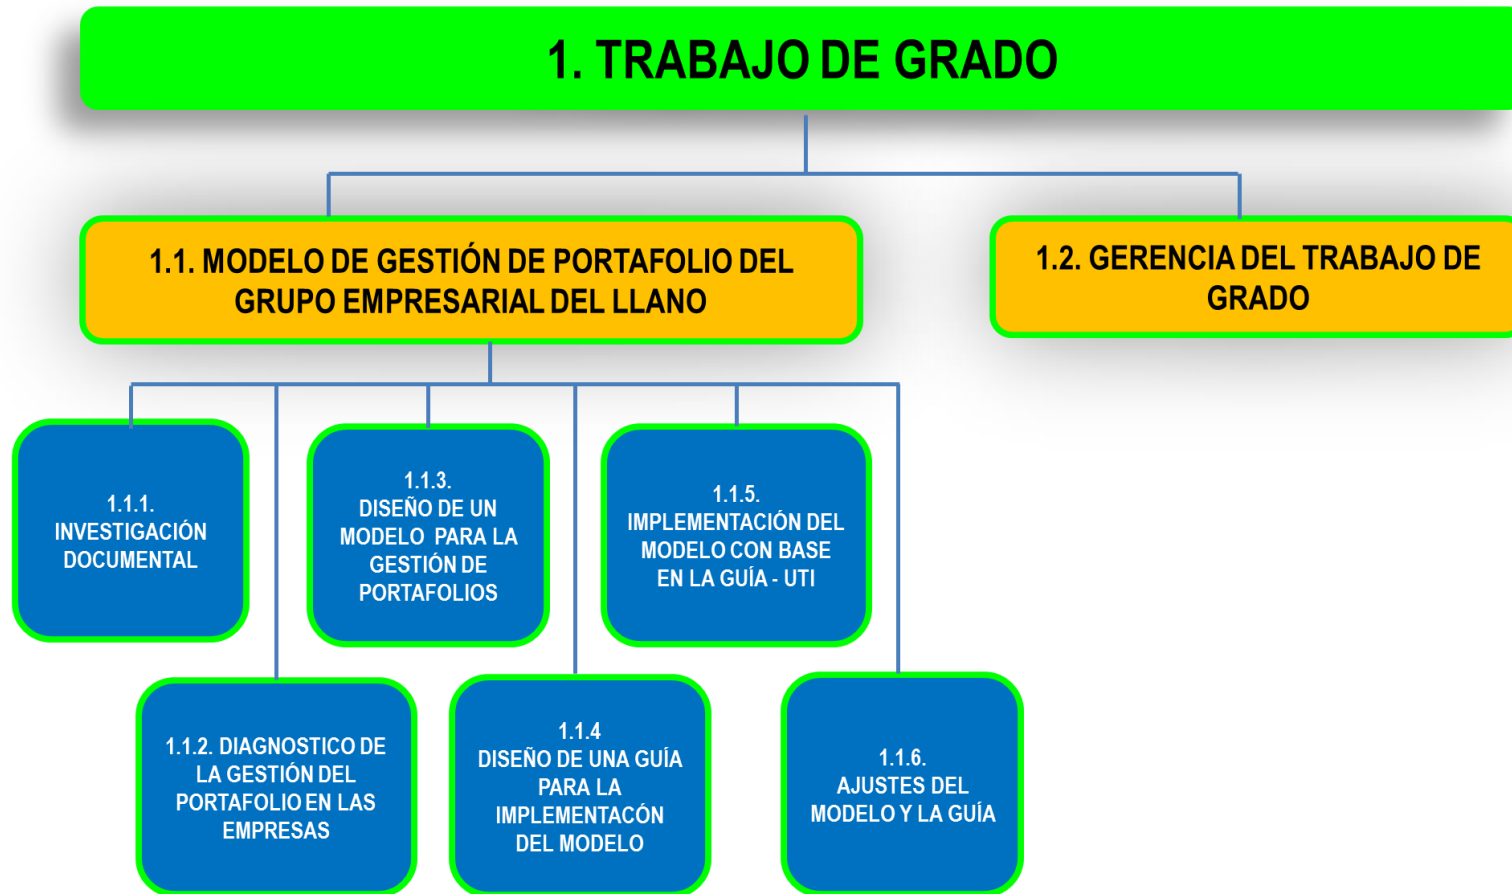 1. TRABAJO DE GRADO
1.1. MODELO DE GESTIÓN DE PORTAFOLIO DEL
GRUPO EMPRESARIAL DEL LLANO
1.2. GERENCIA DEL TRABAJO DE
GRADO
1.1.1.
INVESTIGACIÓN
DOCUMENTAL
1.1.3.
DISEÑO DE UN
MODELO PARA LA
GESTIÓN DE
PORTAFOLIOS
1.1.5.
IMPLEMENTACIÓN DEL
MODELO CON BASE
EN LA GUÍA - UTI
1.1.2. DIAGNOSTICO DE
LA GESTIÓN DEL
PORTAFOLIO EN LAS
EMPRESAS
1.1.4
DISEÑO DE UNA GUÍA
PARA LA
IMPLEMENTACÓN
DEL MODELO
1.1.6.
AJUSTES DEL
MODELO Y LA GUÍA